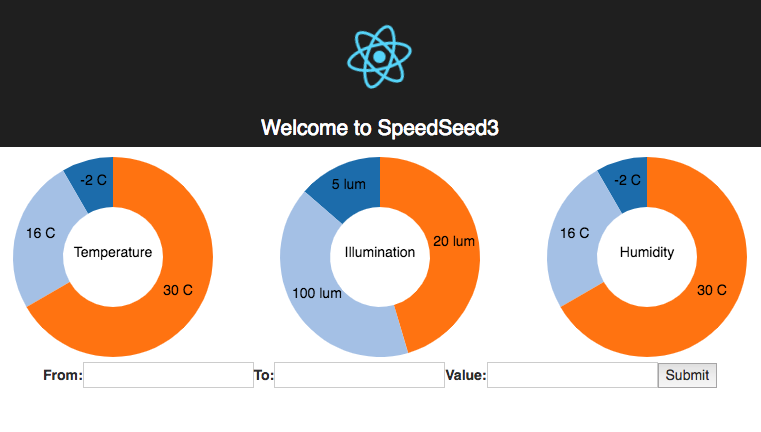 Welcome to SpeedSeed3
-2 C
16 C
Temperature
30 C
5 lum
20 lum
Illumination
100 lum
-2 C
16 C
Humidity
30 C
From: To: Value: Submit